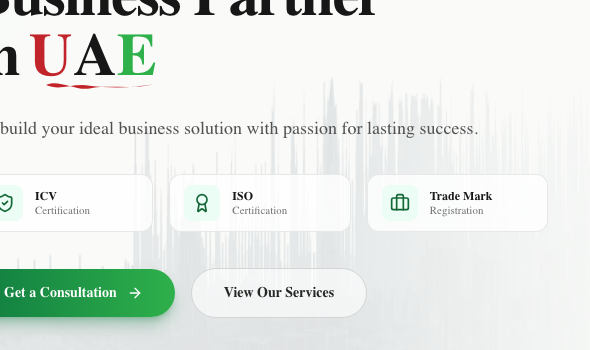 Business Partner
n UAE
build your ideal business solution with passion for lasting success.
ICV
Certification
ISO
Certification
Trade Mark
Registration
Get a Consultation
View Our Services